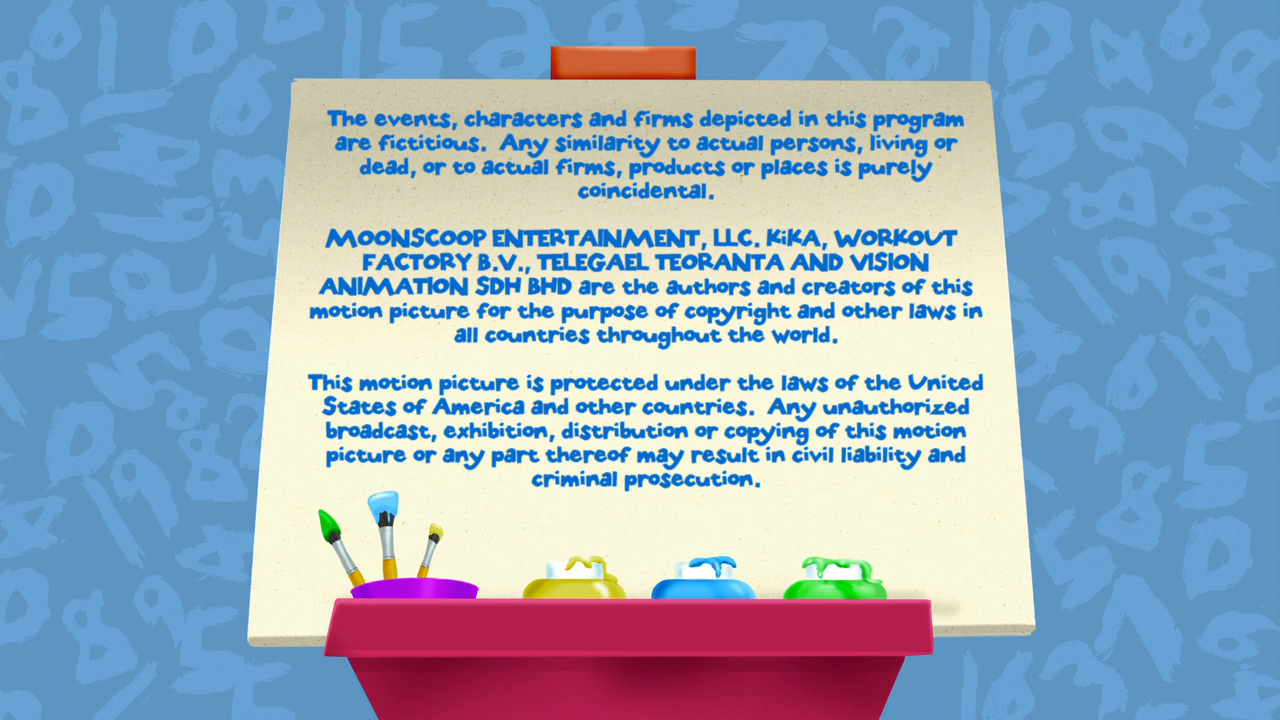 The events, characters and firms depicted in this program
are fictitious.  Any similarity to actual persons, living or
dead, or to actual firms, products or places is purely
coincidental.
MOONSCOOP ENTERTAINMENT, LLC. KiKA, WORKOUT
FACTORY B.V., TELEGAEL TEORANTA AND VISION
ANIMATION SDH BHD are the authors and creators of this
motion picture for the purpose of copyright and other laws in
all countries throughout the world.
This motion picture is protected under the laws of the United
States of America and other countries.  Any unauthorized
broadcast, exhibition, distribution or copying of this motion
picture or any part thereof may result in civil liability and
criminal prosecution.